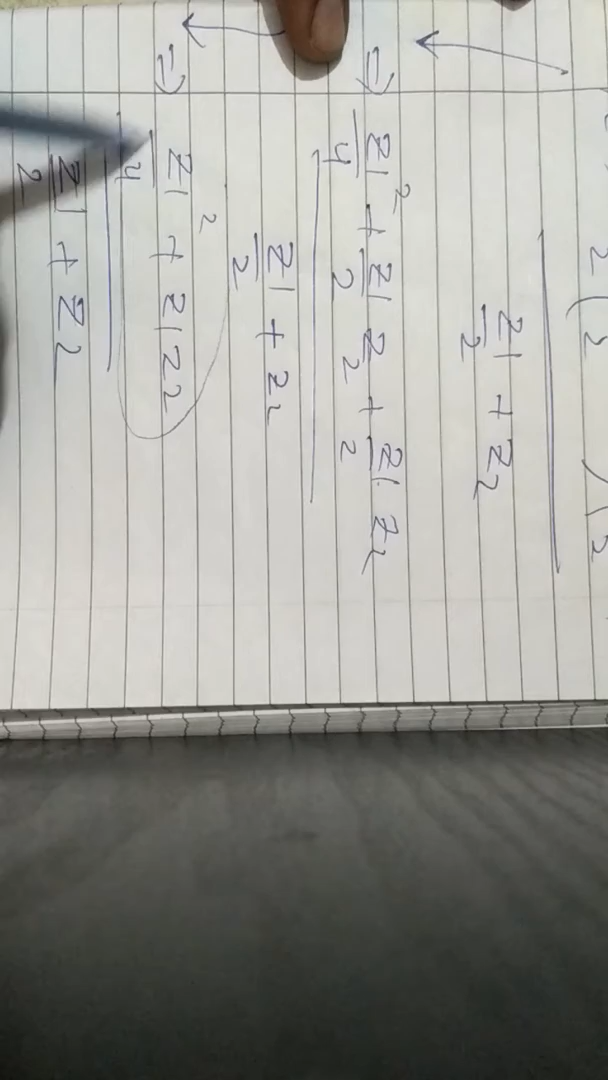 Z1/2 + Z2
⇒ Z1²/4 + Z1/2 Z2/2 + Z1/2 . Z2
Z1/2 + Z2
⇒ Z1²/4 + Z1Z2
Z1/2 + Z2